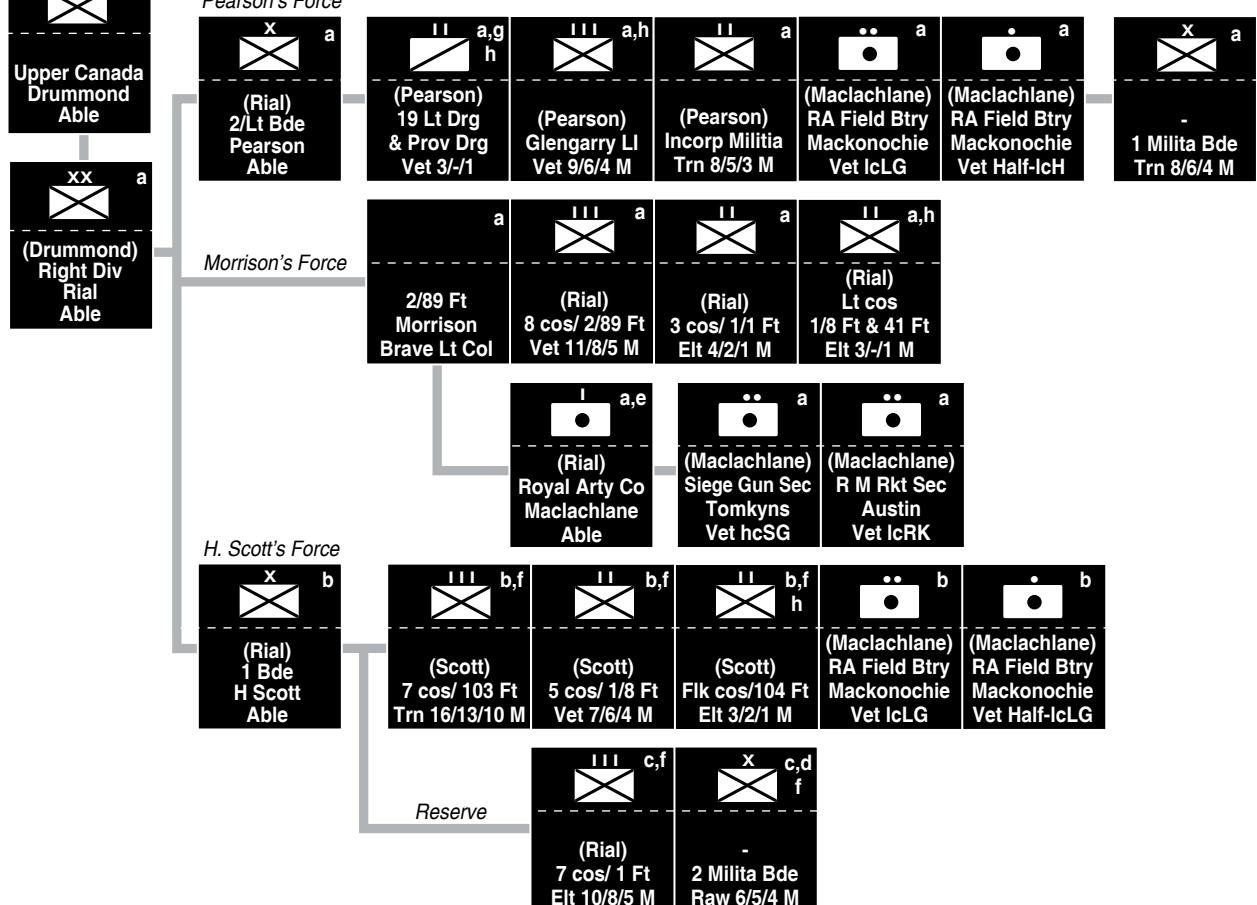 Pearson's Force
Upper Canada
Drummond
Able
X a
(Rial)
2/Lt Bde
Pearson
Able
II a,g
h
(Pearson)
19 Lt Drg
& Prov Drg
Vet 3/-/1
III a,h
(Pearson)
Glengarry LI
Vet 9/6/4 M
II a
(Pearson)
Incorp Militia
Trn 8/5/3 M
a
(Maclachlane)
RA Field Btry
Mackonochie
Vet lcLG
a
(Maclachlane)
RA Field Btry
Mackonochie
Vet Half-lcH
X a
-
1 Milita Bde
Trn 8/6/4 M
XX a
(Drummond)
Right Div
Rial
Able
Morrison's Force
a
2/89 Ft
Morrison
Brave Lt Col
III a
(Rial)
8 cos/ 2/89 Ft
Vet 11/8/5 M
II a
(Rial)
3 cos/ 1/1 Ft
Elt 4/2/1 M
II a,h
(Rial)
Lt cos
1/8 Ft & 41 Ft
Elt 3/-/1 M
I a,e
(Rial)
Royal Arty Co
Maclachlane
Able
a
(Maclachlane)
Siege Gun Sec
Tomkyns
Vet hcSG
a
(Maclachlane)
R M Rkt Sec
Austin
Vet lcRK
H. Scott's Force
X b
(Rial)
1 Bde
H Scott
Able
III b,f
(Scott)
7 cos/ 103 Ft
Trn 16/13/10 M
II b,f
(Scott)
5 cos/ 1/8 Ft
Vet 7/6/4 M
II b,f
h
(Scott)
Flk cos/104 Ft
Elt 3/2/1 M
b
(Maclachlane)
RA Field Btry
Mackonochie
Vet lcLG
b
(Maclachlane)
RA Field Btry
Mackonochie
Vet Half-lcLG
Reserve
III c,f
(Rial)
7 cos/ 1 Ft
Elt 10/8/5 M
X c,d
f
-
2 Milita Bde
Raw 6/5/4 M